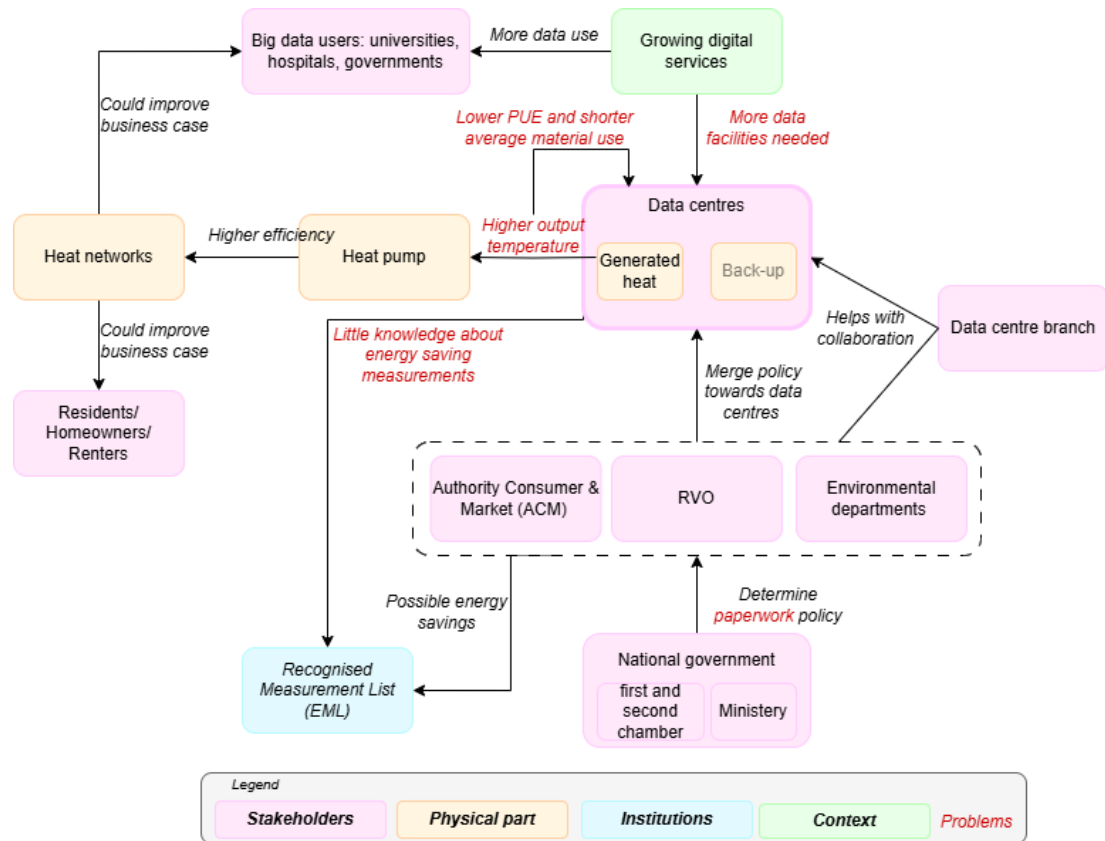 Big data users: universities,
hospitals, governments
More data use
Growing digital
services
Could improve
business case
Lower PUE and shorter
average material use
More data
facilities needed
Data centres
Heat networks
Higher efficiency
Heat pump
Higher output
temperature
Generated
heat
Back-up
Data centre branch
Helps with
collaboration
Could improve
business case
Little knowledge about
energy saving
measurements
Merge policy
towards data
centres
Residents/
Homeowners/
Renters
Authority Consumer &
Market (ACM)
RVO
Environmental
departments
Possible energy
savings
Determine
paperwork policy
Recognised
Measurement List
(EML)
National government
first and
second
chamber
Ministery
Legend
Stakeholders
Physical part
Institutions
Context
Problems